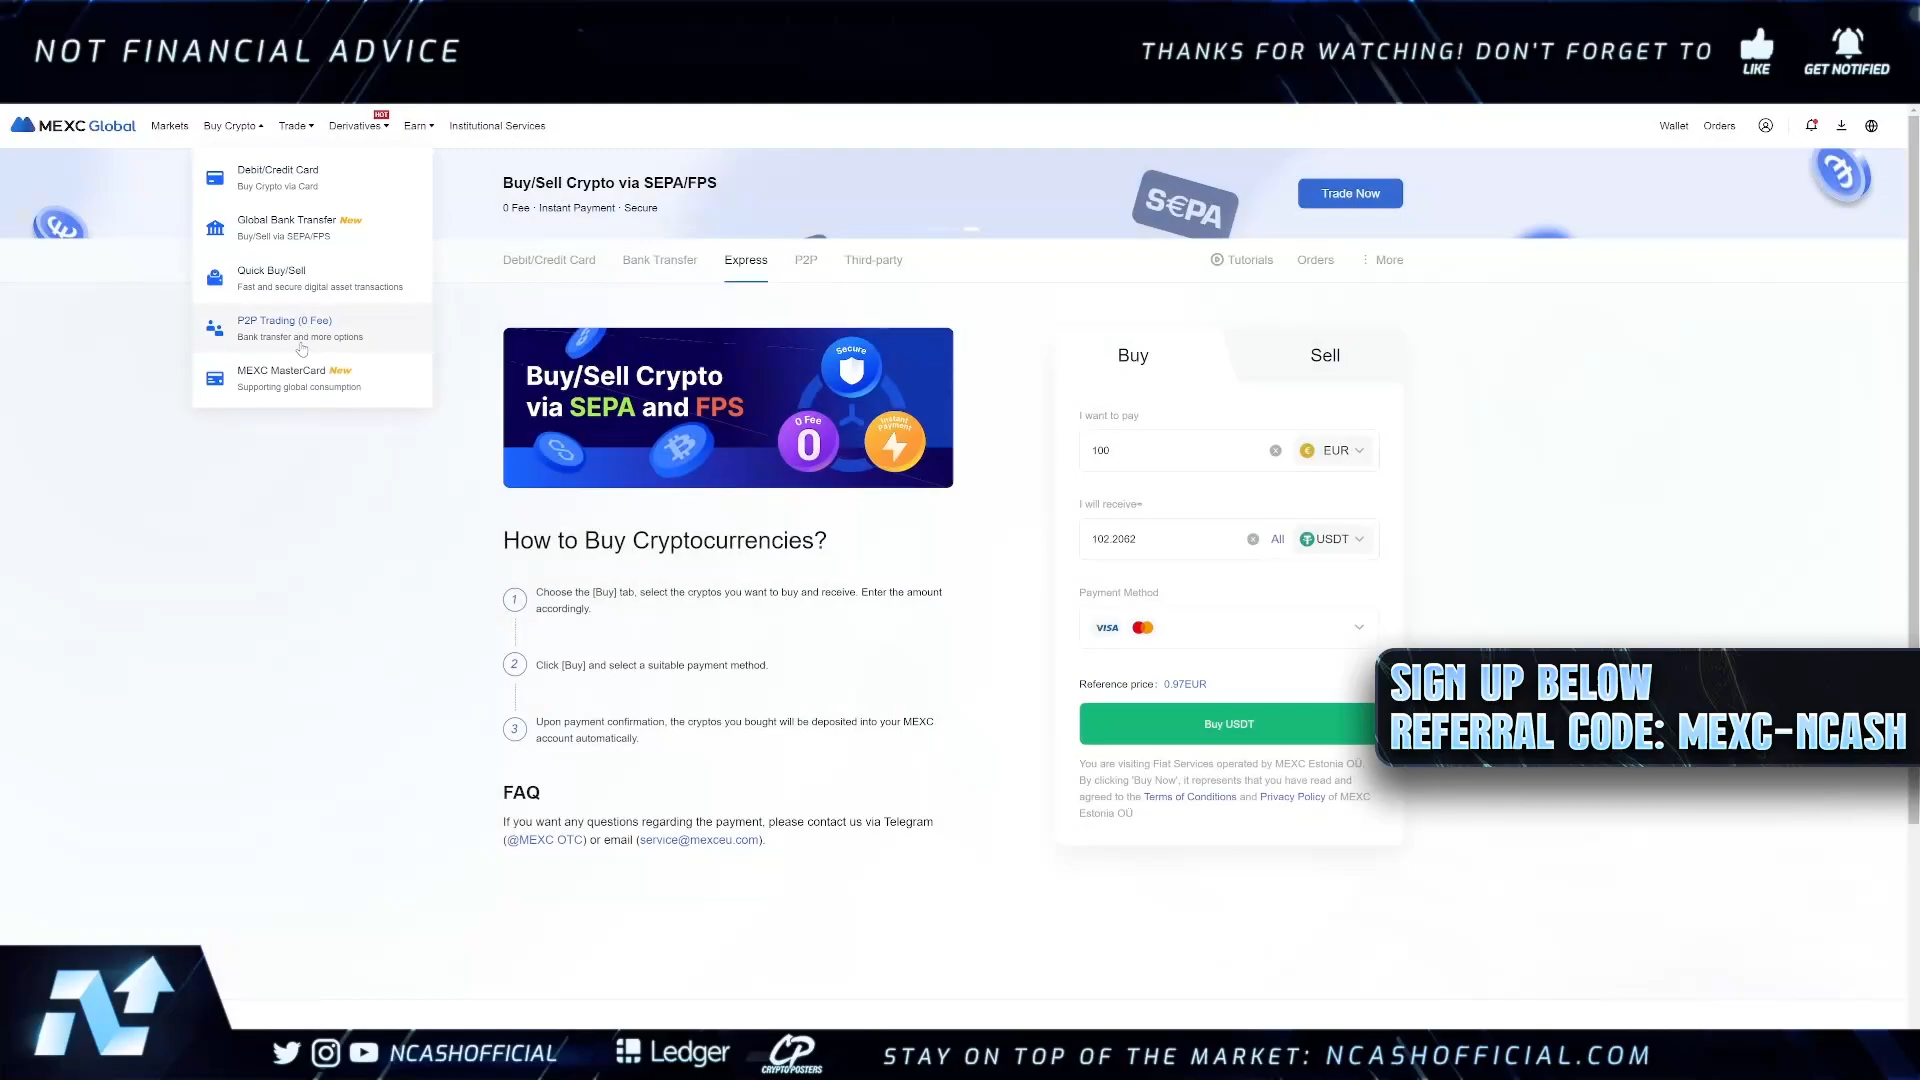 NOT FINANCIAL ADVICE
THANKS FOR WATCHING! DON'T FORGET TO
LIKE
GET NOTIFIED
MEXC Global
Markets
Buy Crypto
Trade
Derivatives
HOT
Earn
Institutional Services
Wallet
Orders
Debit/Credit Card
Buy Crypto via Card
Global Bank Transfer New
Buy/Sell via SEPA/FPS
Quick Buy/Sell
Fast and secure digital asset transactions
P2P Trading (0 Fee)
Bank transfer and more options
MEXC MasterCard New
Supporting global consumption
Buy/Sell Crypto via SEPA/FPS
0 Fee · Instant Payment · Secure
S€PA
Trade Now
Debit/Credit Card
Bank Transfer
Express
P2P
Third-party
Tutorials
Orders
More
Buy/Sell Crypto
via SEPA and FPS
Secure
0 Fee
0
Instant
Payment
How to Buy Cryptocurrencies?
1
Choose the [Buy] tab, select the cryptos you want to buy and receive. Enter the amount
accordingly.
2
Click [Buy] and select a suitable payment method.
3
Upon payment confirmation, the cryptos you bought will be deposited into your MEXC
account automatically.
FAQ
If you want any questions regarding the payment, please contact us via Telegram
(@MEXC OTC) or email (service@mexceu.com).
Buy
Sell
I want to pay
100
EUR
I will receive≈
102.2062
All
USDT
Payment Method
VISA
Reference price: 0.97EUR
Buy USDT
You are visiting Fiat Services operated by MEXC Estonia OÜ.
By clicking 'Buy Now', it represents that you have read and
agreed to the Terms of Conditions and Privacy Policy of MEXC
Estonia OÜ
SIGN UP BELOW
REFERRAL CODE: MEXC-NCASH
NCASHOFFICIAL
Ledger
CP
CRYPTOPOSTERS
STAY ON TOP OF THE MARKET: NCASHOFFICIAL.COM